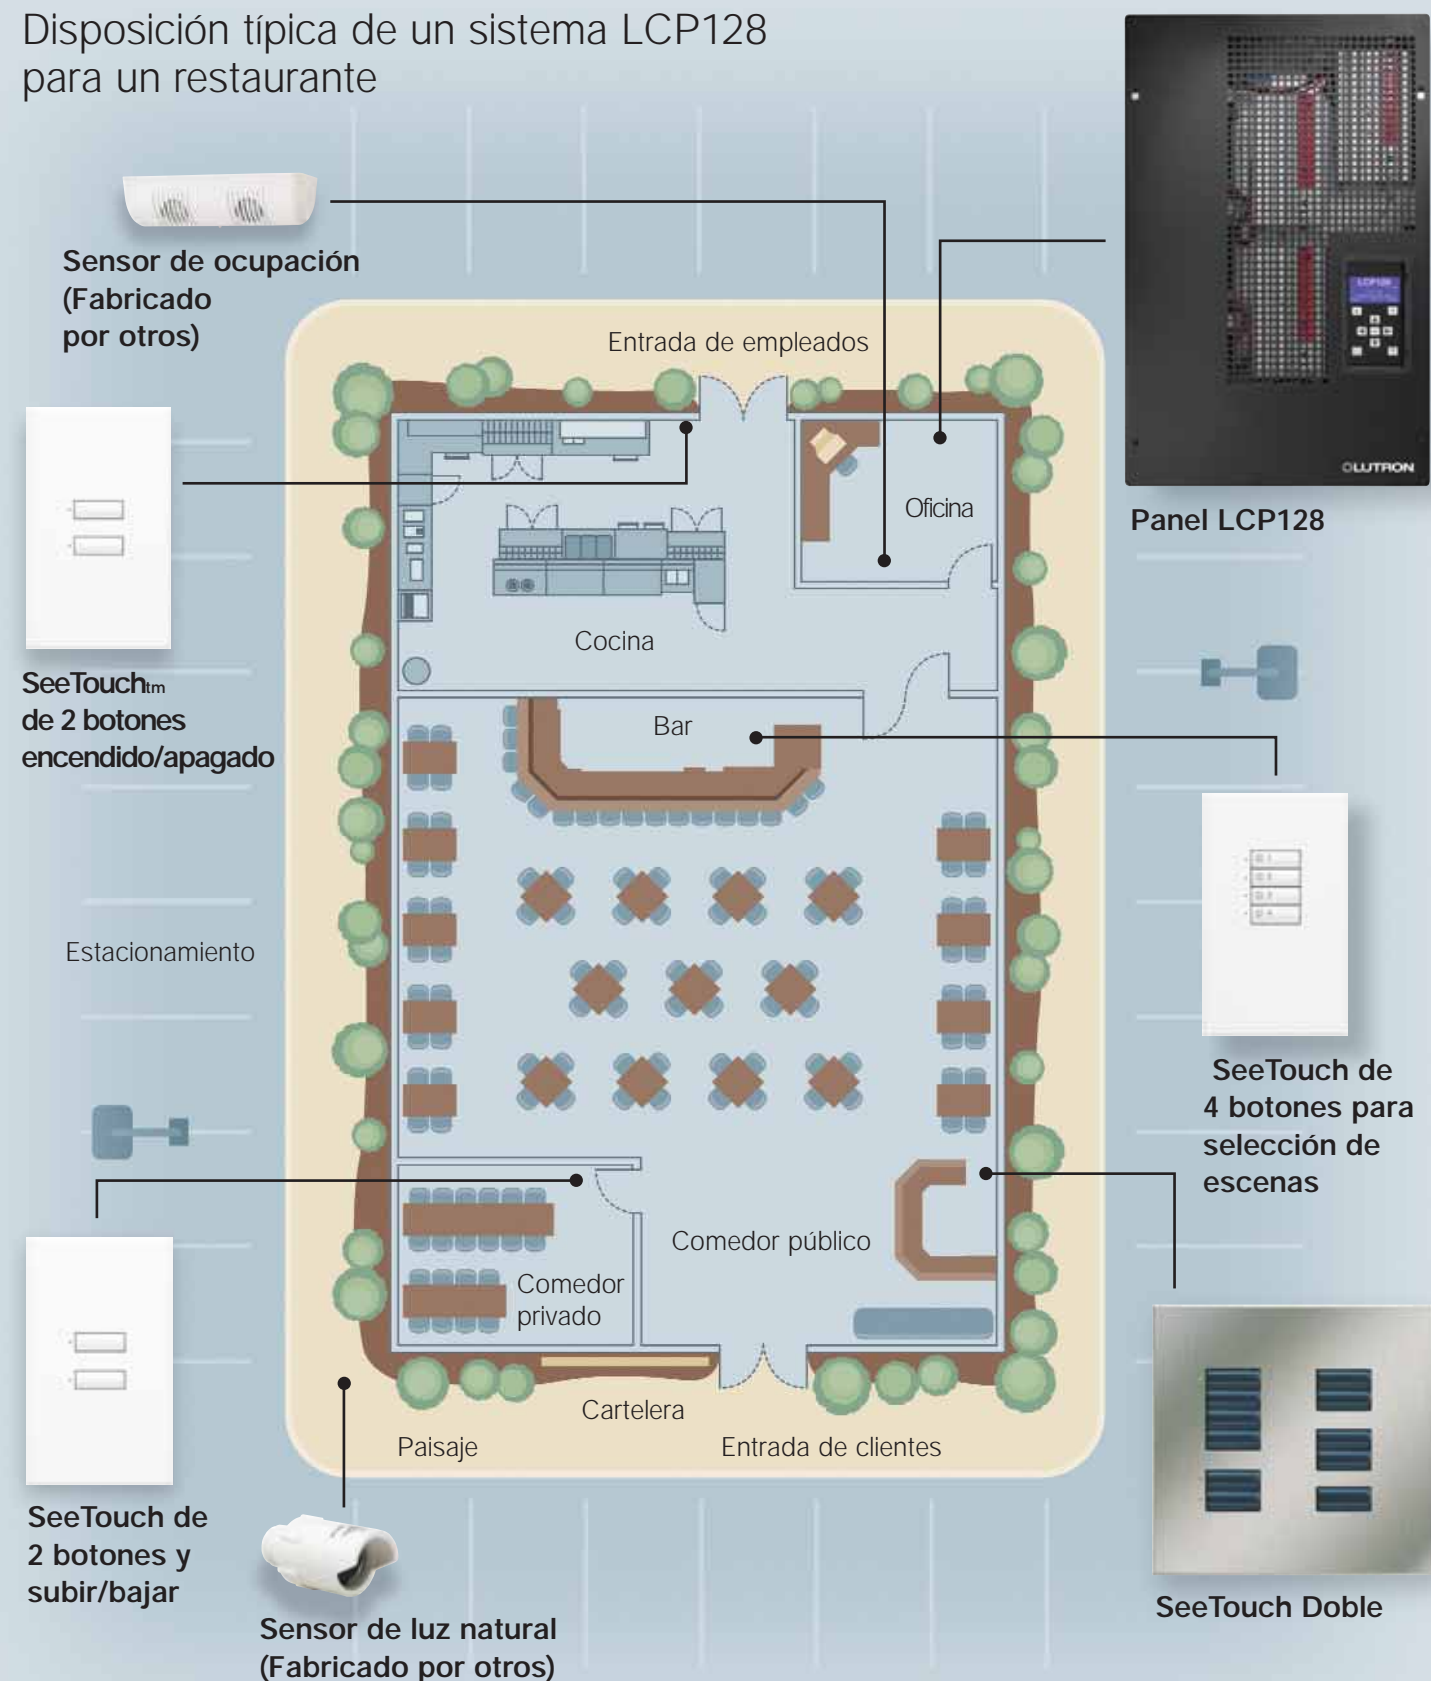 Disposición típica de un sistema LCP128
para un restaurante
Sensor de ocupación
(Fabricado
por otros)
Entrada de empleados
LCP128
LUTRON
Panel LCP128
Oficina
Cocina
SeeTouchtm
de 2 botones
encendido/apagado
Bar
Estacionamiento
SeeTouch de
4 botones para
selección de
escenas
Comedor público
Comedor
privado
Cartelera
Paisaje
Entrada de clientes
SeeTouch de
2 botones y
subir/bajar
SeeTouch Doble
Sensor de luz natural
(Fabricado por otros)